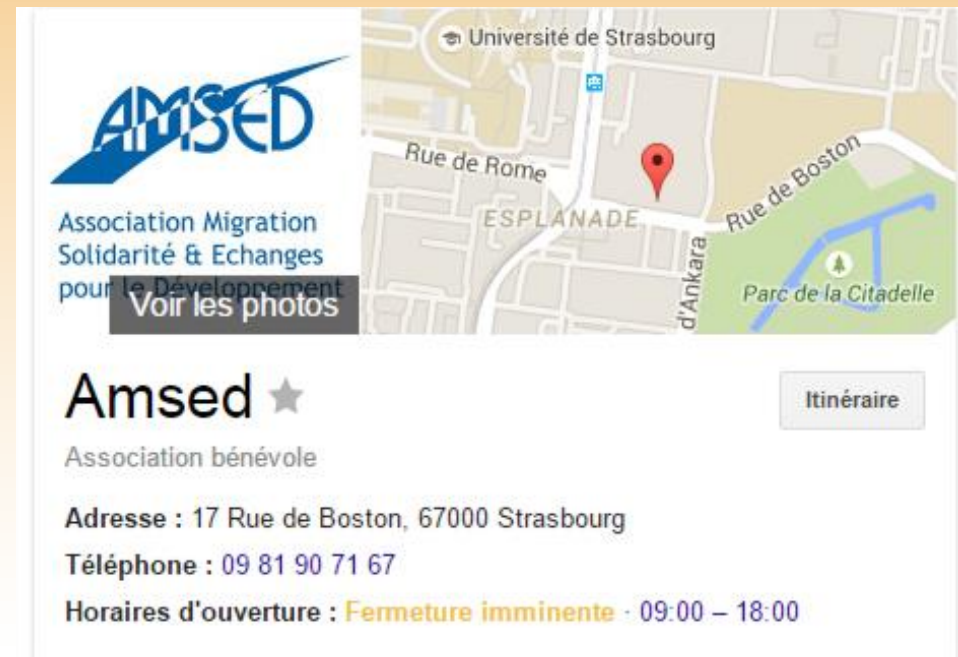 AMSED
Association Migration
Solidarité & Echanges
pour le Développement
Voir les photos
Université de Strasbourg
Rue de Rome
ESPLANADE
Rue de Boston
d'Ankara
Parc de la Citadelle
Amsed
Itinéraire
Association bénévole
Adresse : 17 Rue de Boston, 67000 Strasbourg
Téléphone : 09 81 90 71 67
Horaires d'ouverture : Fermeture imminente · 09:00 – 18:00